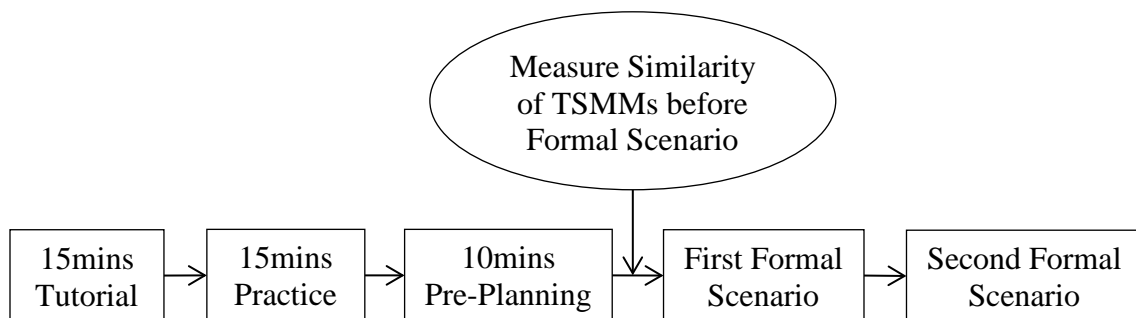 Measure Similarity
of TSMMs before
Formal Scenario
15mins
Tutorial
15mins
Practice
10mins
Pre-Planning
First Formal
Scenario
Second Formal
Scenario